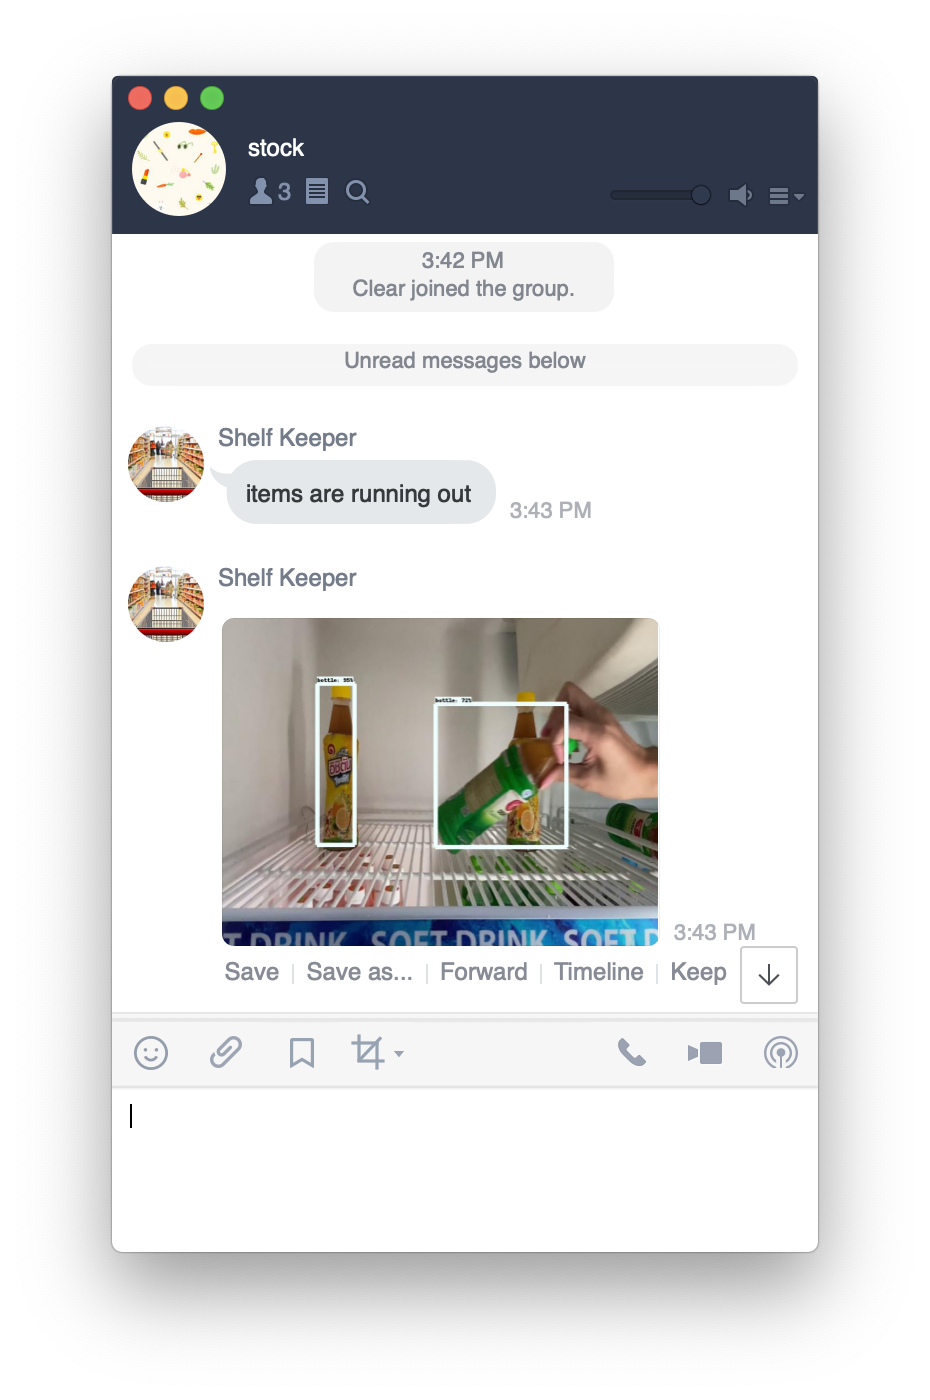 stock
3
3:42 PM
Clear joined the group.
Unread messages below
Shelf Keeper
items are running out
3:43 PM
Shelf Keeper
bottle: 95%
bottle: 72%
T DRINK SOFT DRINK SOFT D
3:43 PM
Save | Save as... | Forward | Timeline | Keep